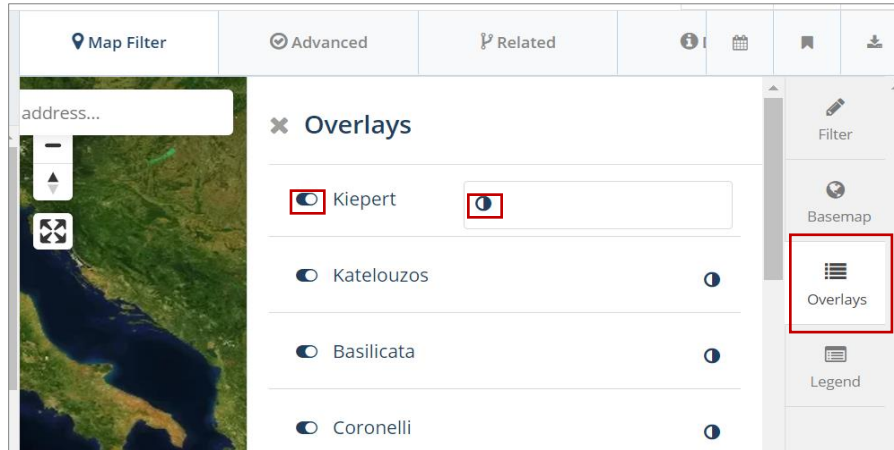 Map Filter
Advanced
Related
address...
Overlays
Kiepert
Katelouzos
Basilicata
Coronelli
Filter
Basemap
Overlays
Legend